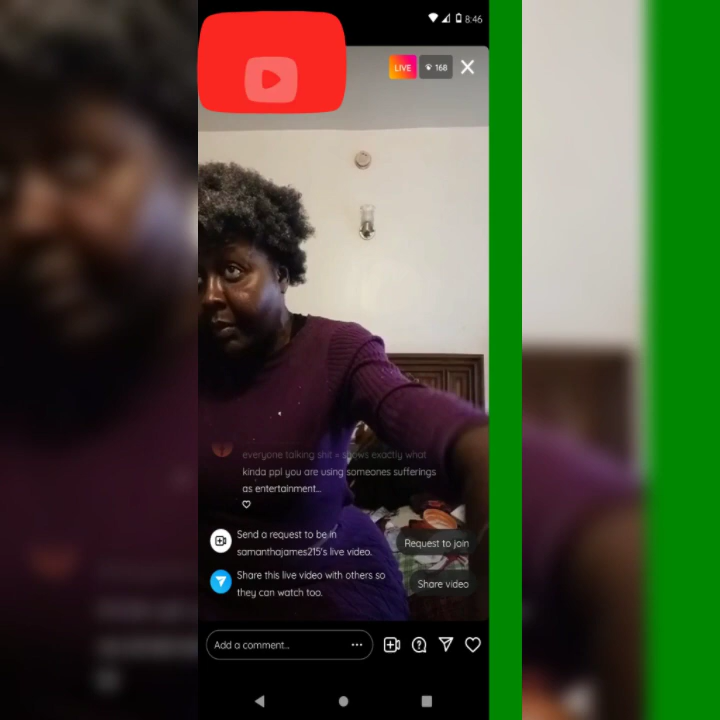 8:46
LIVE 168
everyone talking shit = shows exactly what
kinda ppl you are using someones sufferings
as entertainment...
Send a request to be in
samanthajames215's live video.
Request to join
Share this live video with others so
they can watch too.
Share video
Add a comment...